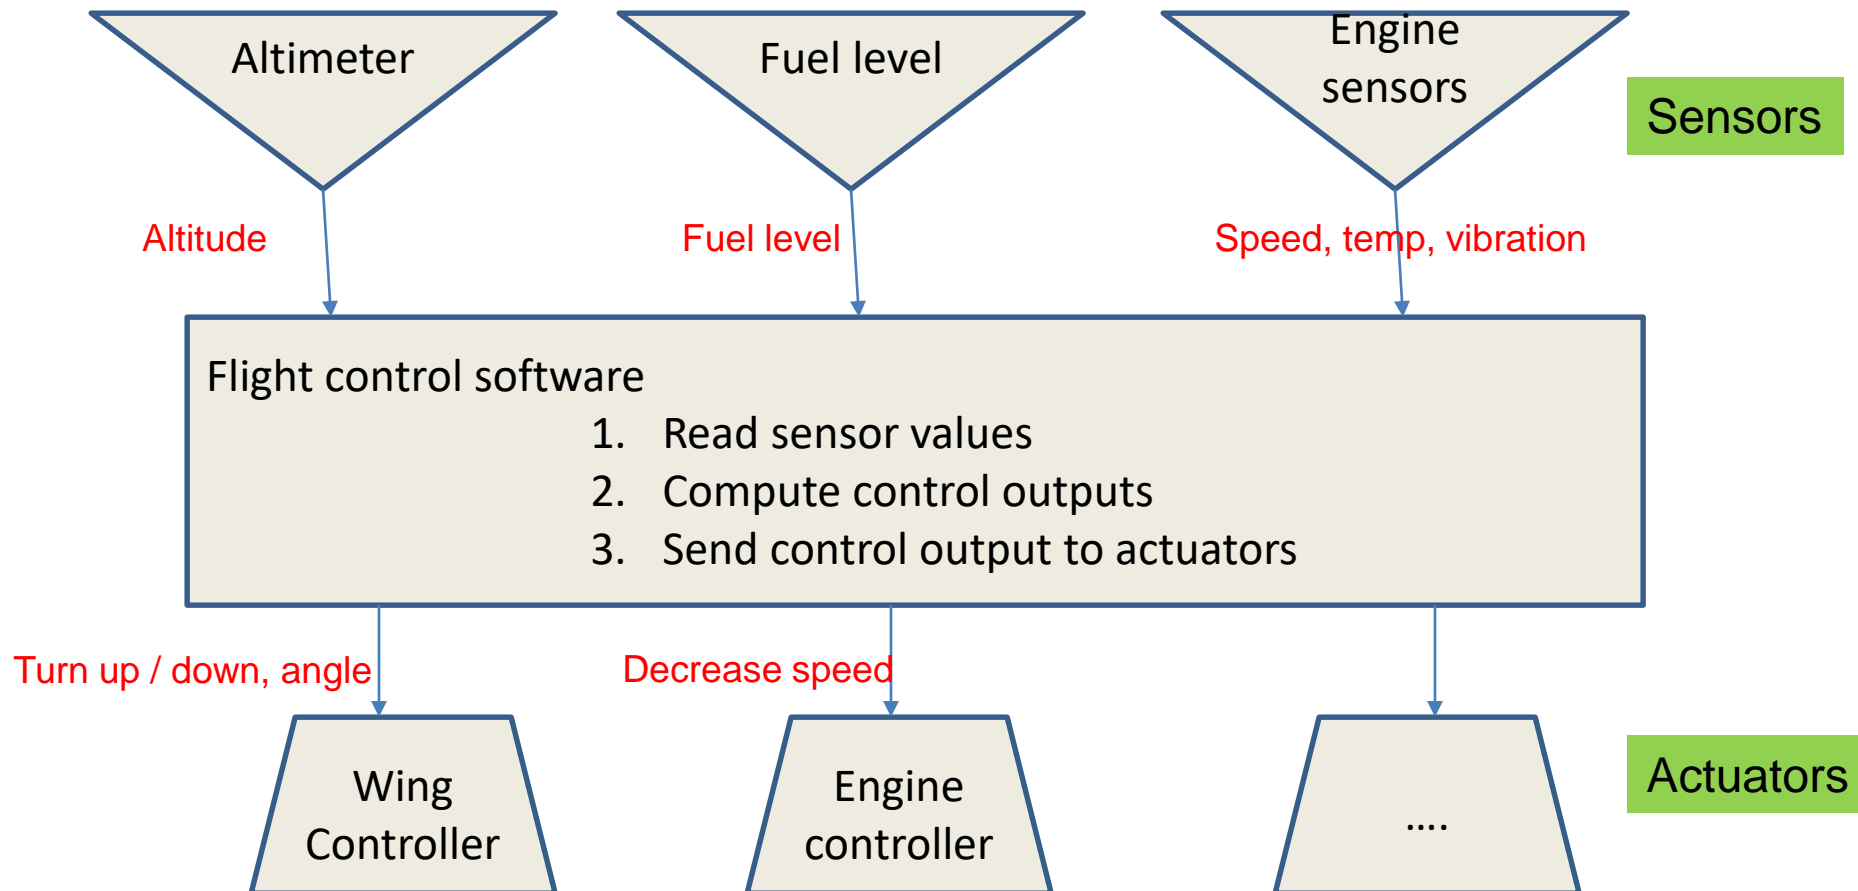 Altimeter
Fuel level
Engine
sensors
Sensors
Altitude
Fuel level
Speed, temp, vibration
Flight control software
1. Read sensor values
2. Compute control outputs
3. Send control output to actuators
Turn up / down, angle
Decrease speed
Wing
Controller
Engine
controller
....
Actuators